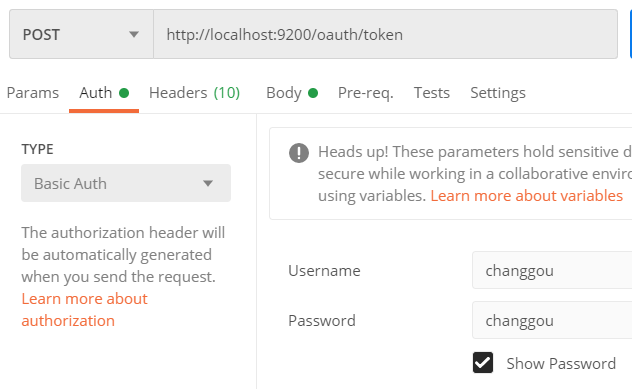 POST http://localhost:9200/oauth/token
Params Auth Headers (10) Body Pre-req. Tests Settings
TYPE
Basic Auth
The authorization header will
be automatically generated
when you send the request.
Learn more about
authorization
Heads up! These parameters hold sensitive d
secure while working in a collaborative enviro
using variables. Learn more about variables
Username changgou
Password changgou
Show Password